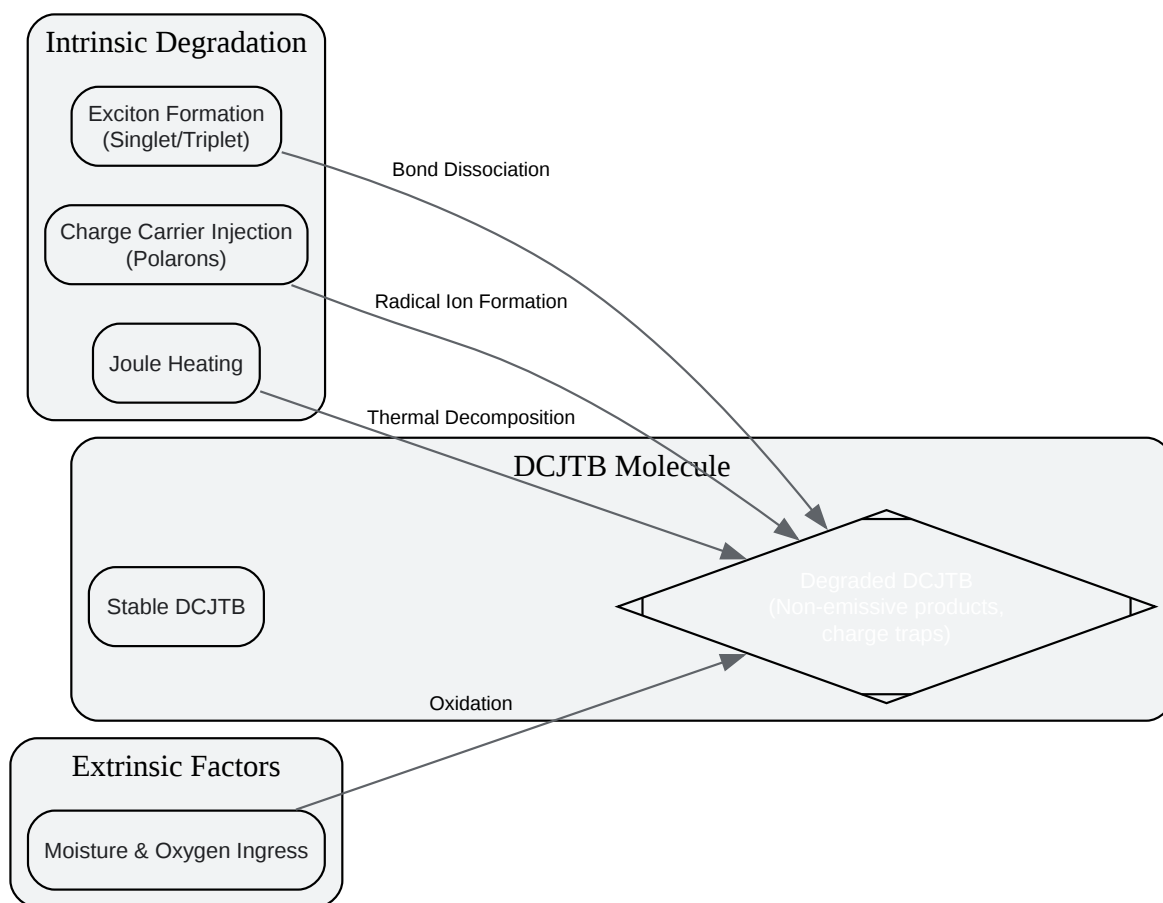 Intrinsic Degradation
Exciton Formation
(Singlet/Triplet)
Bond Dissociation
Charge Carrier Injection
(Polarons)
Radical Ion Formation
Joule Heating
Thermal Decomposition
DCJTB Molecule
Stable DCJTB
Degraded DCJTB
(Non-emissive products,
charge traps)
Oxidation
Extrinsic Factors
Moisture & Oxygen Ingress